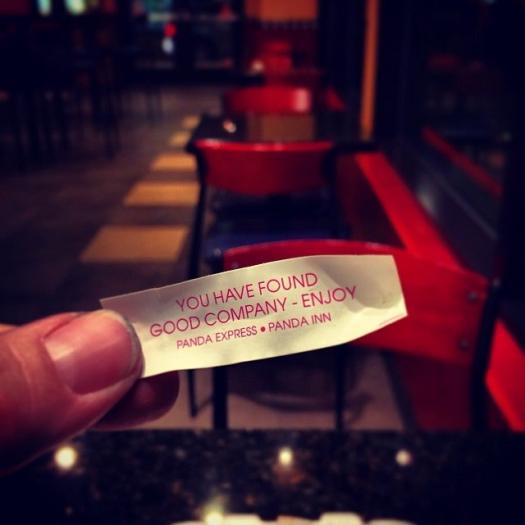 YOU HAVE FOUND
GOOD COMPANY - ENJOY
PANDA EXPRESS • PANDA INN